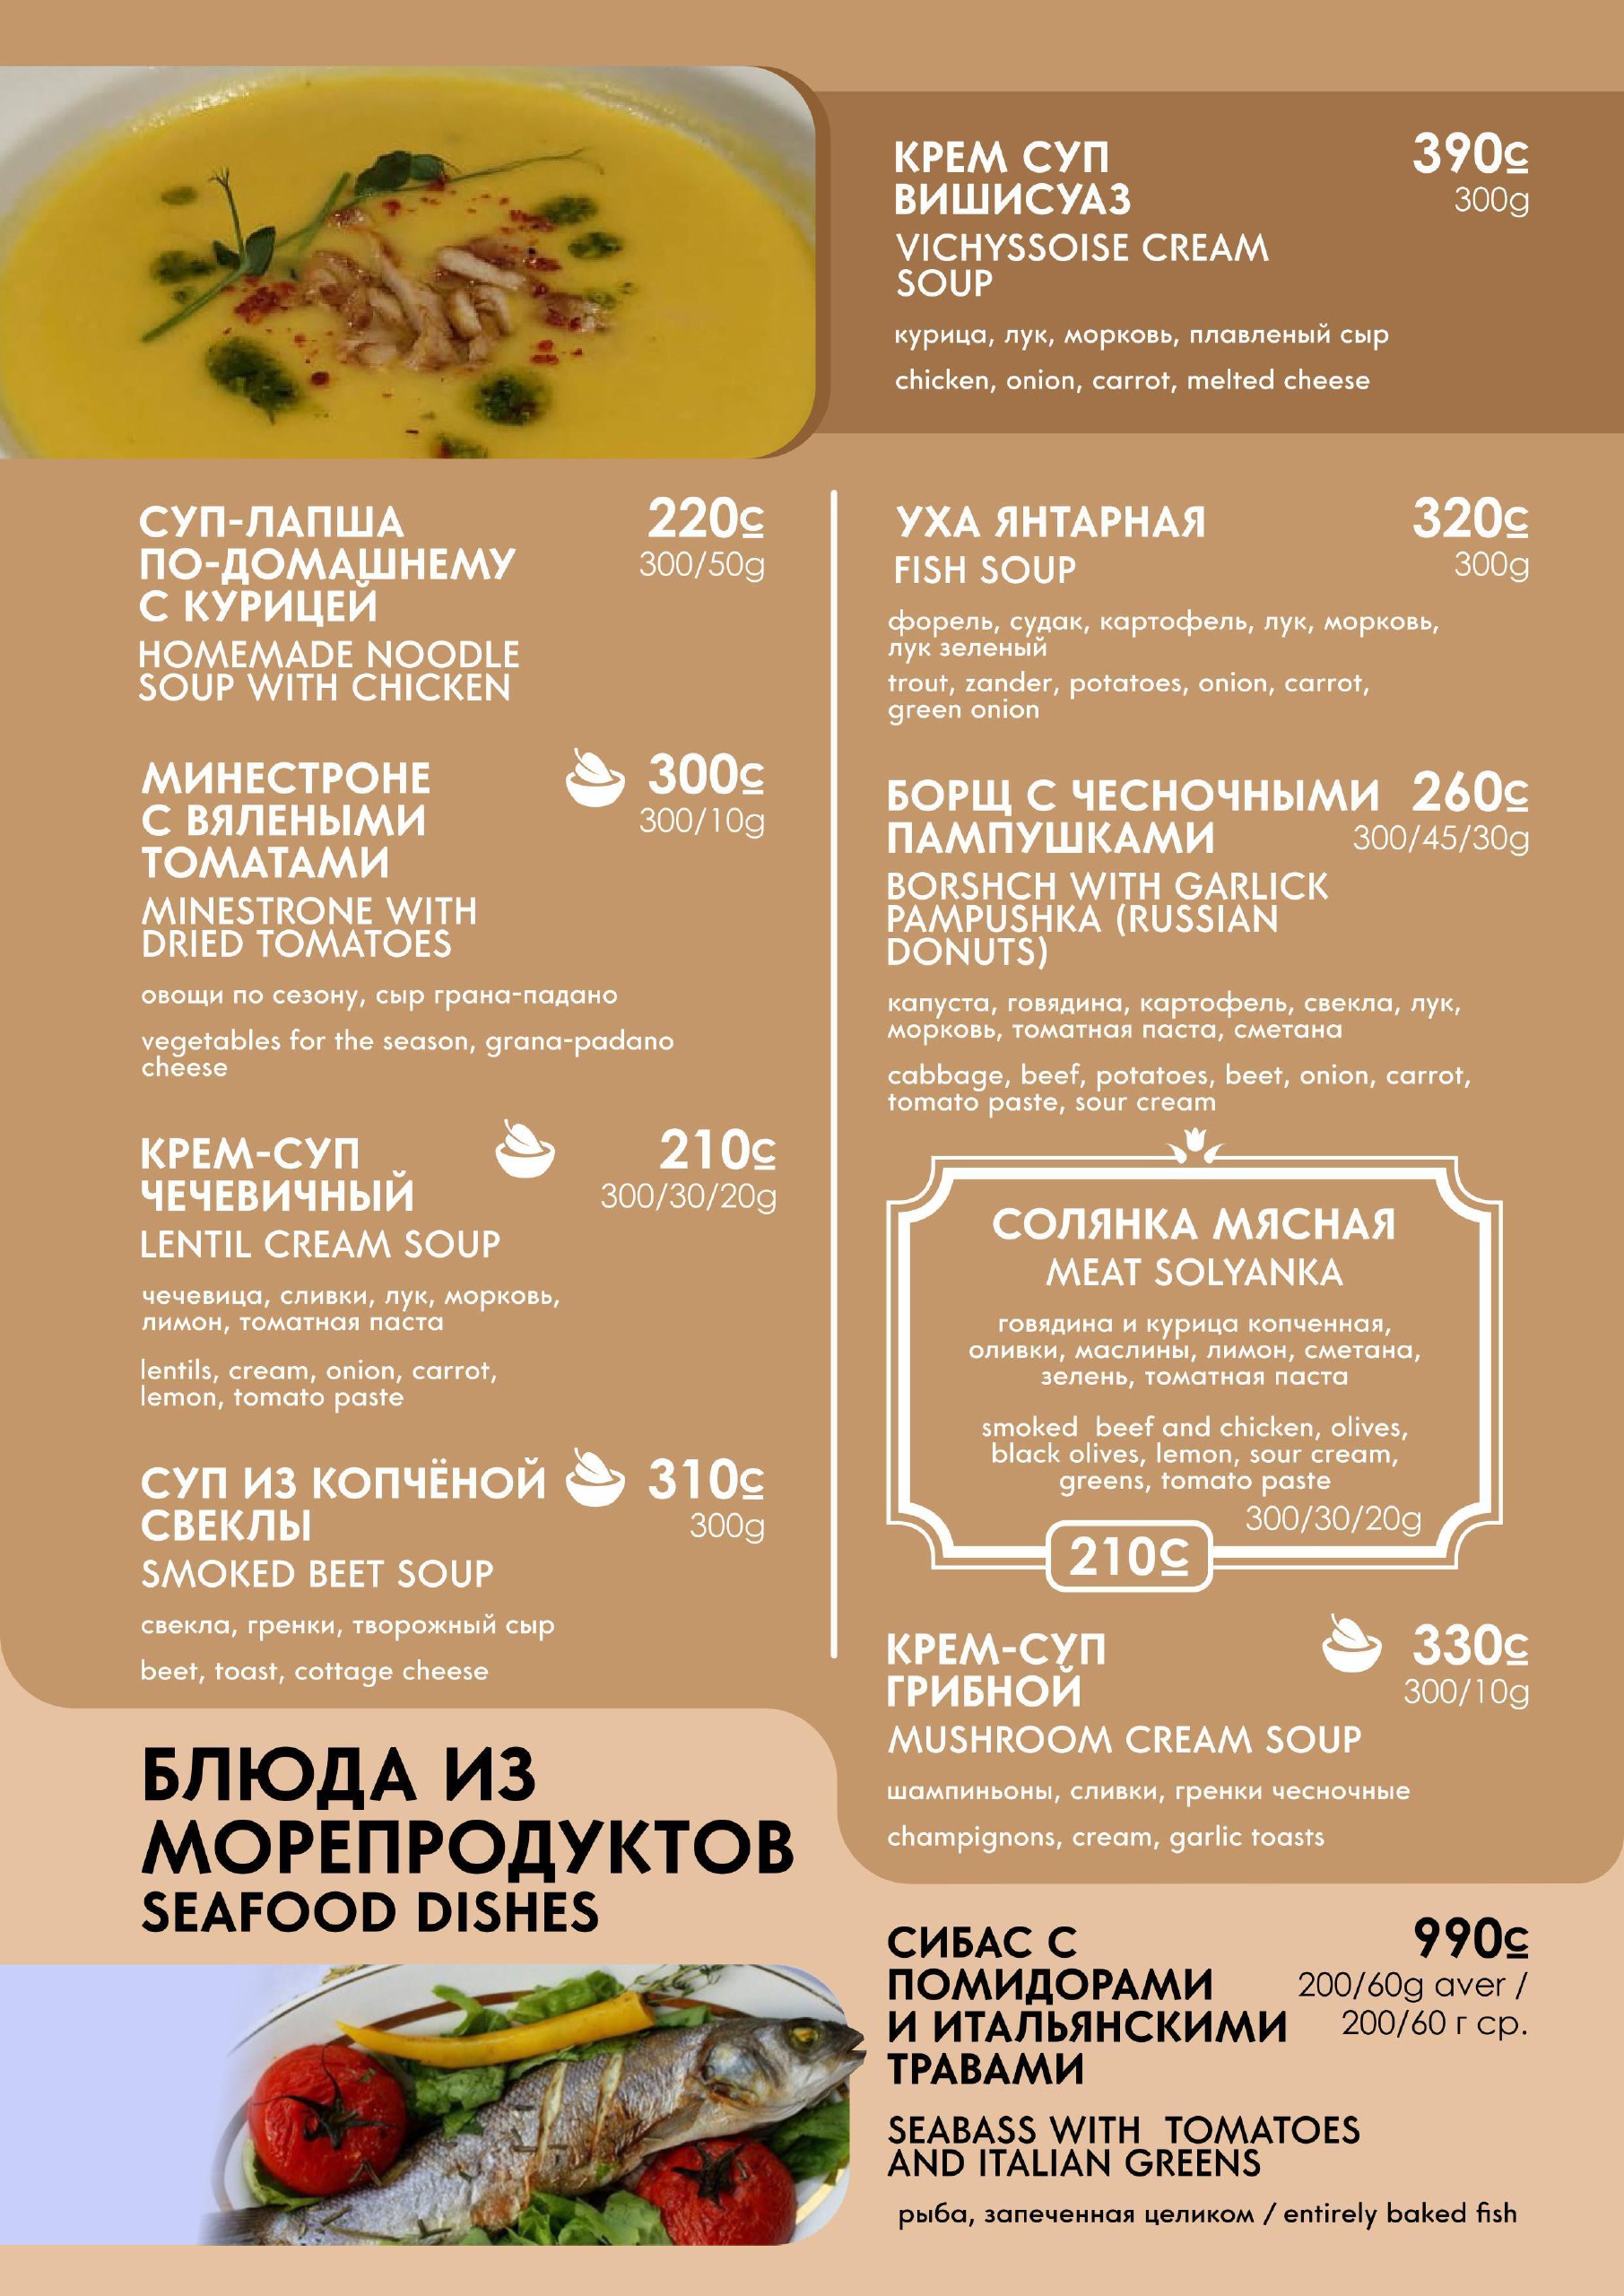 КРЕМ СУП
ВИШИСУАЗ
390с
300g
VICHYSSOISE CREAM
SOUP
курица, лук, морковь, плавленый сыр
chicken, onion, carrot, melted cheese
СУП-ЛАПША
ПО-ДОМАШНЕМУ
С КУРИЦЕЙ
220с
300/50g
HOMEMADE NOODLE
SOUP WITH CHICKEN
МИНЕСТРОНЕ
С ВЯЛЕНЫМИ
ТОМАТАМИ
300с
300/10g
MINESTRONE WITH
DRIED TOMATOES
овощи по сезону, сыр грана-падано
vegetables for the season, grana-padano
cheese
КРЕМ-СУП
ЧЕЧЕВИЧНЫЙ
210с
300/30/20g
LENTIL CREAM SOUP
чечевица, сливки, лук, морковь,
лимон, томатная паста
lentils, cream, onion, carrot,
lemon, tomato paste
СУП ИЗ КОПЧЁНОЙ
СВЕКЛЫ
310с
300g
SMOKED BEET SOUP
свекла, гренки, творожный сыр
beet, toast, cottage cheese
УХА ЯНТАРНАЯ
320с
300g
FISH SOUP
форель, судак, картофель, лук, морковь,
лук зеленый
trout, zander, potatoes, onion, carrot,
green onion
БОРЩ С ЧЕСНОЧНЫМИ
ПАМПУШКАМИ
260с
300/45/30g
BORSHCH WITH GARLICK
PAMPUSHKA (RUSSIAN
DONUTS)
капуста, говядина, картофель, свекла, лук,
морковь, томатная паста, сметана
cabbage, beef, potatoes, beet, onion, carrot,
tomato paste, sour cream
СОЛЯНКА МЯСНАЯ
MEAT SOLYANKA
говядина и курица копченная,
оливки, маслины, лимон, сметана,
зелень, томатная паста
smoked beef and chicken, olives,
black olives, lemon, sour cream,
greens, tomato paste
300/30/20g
210с
КРЕМ-СУП
ГРИБНОЙ
330с
300/10g
MUSHROOM CREAM SOUP
шампиньоны, сливки, гренки чесночные
champignons, cream, garlic toasts
БЛЮДА ИЗ
МОРЕПРОДУКТОВ
SEAFOOD DISHES
СИБАС С
ПОМИДОРАМИ
И ИТАЛЬЯНСКИМИ
ТРАВАМИ
990с
200/60g aver /
200/60 г ср.
SEABASS WITH TOMATOES
AND ITALIAN GREENS
рыба, запеченная целиком / entirely baked fish